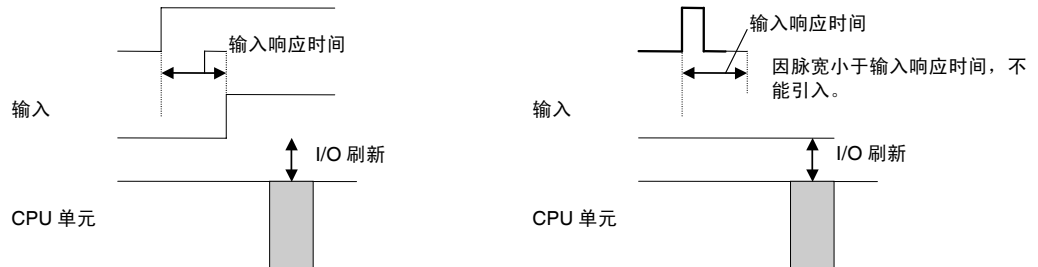 输入响应时间
输入
I/O 刷新
CPU 单元
输入响应时间
因脉宽小于输入响应时间，不
能引入。
输入
I/O 刷新
CPU 单元